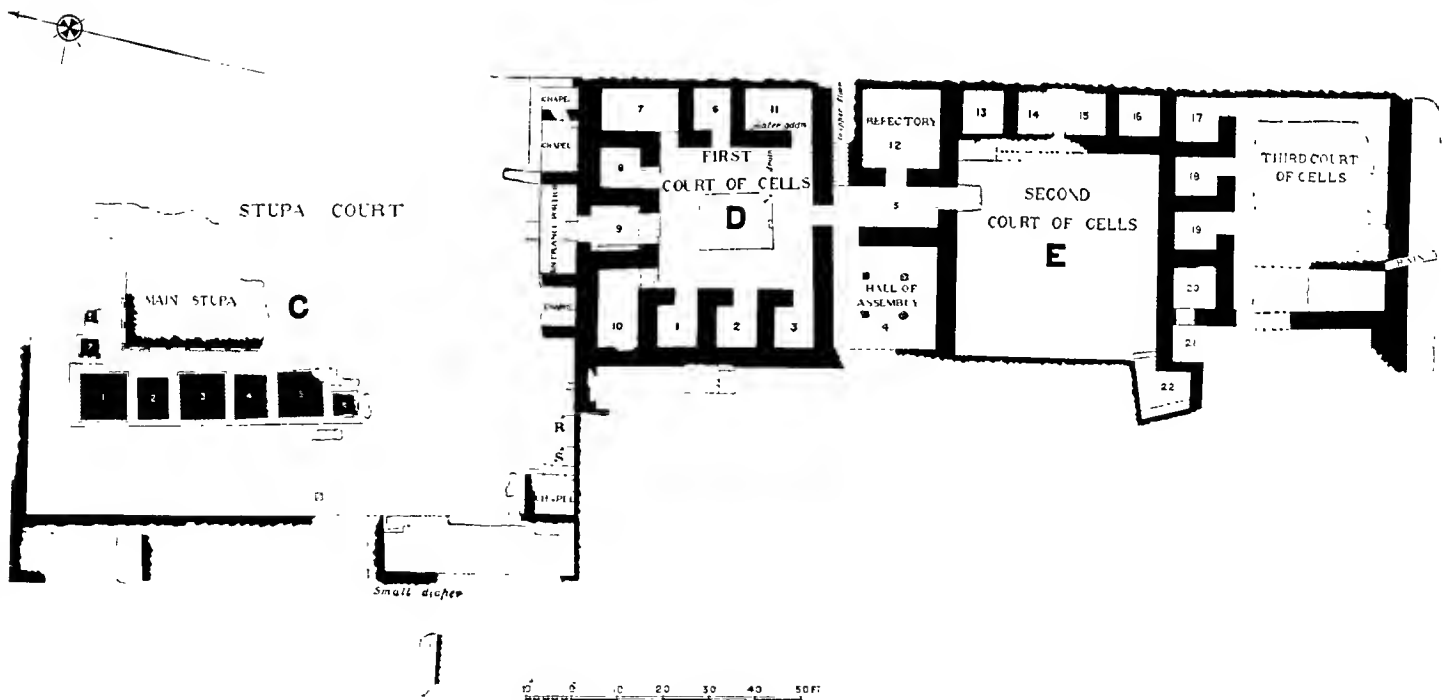 STUPA COURT
MAIN STUPA
C
7
1
2
3
4
5
R
S
CHAPEL
Small diaper
CHAPEL
CHAPEL
ENTRANCE PORTICO
CHAPEL
7
6
11
8
9
10
1
2
3
FIRST
COURT OF CELLS
D
REFECTORY
12
5
HALL OF
ASSEMBLY
4
13
14
15
16
SECOND
COURT OF CELLS
E
17
18
19
20
21
22
THIRD COURT
OF CELLS
DRAIN
10 0 10 20 30 40 50 FT